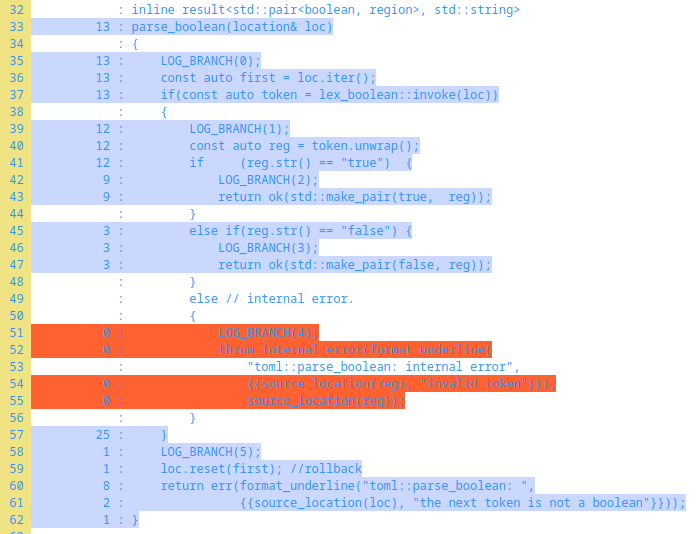 32            : inline result<std::pair<boolean, region>, std::string>
33         13 : parse_boolean(location& loc)
34            : {
35         13 :     LOG_BRANCH(0);
36         13 :     const auto first = loc.iter();
37         13 :     if(const auto token = lex_boolean::invoke(loc))
38            :     {
39         12 :         LOG_BRANCH(1);
40         12 :         const auto reg = token.unwrap();
41         12 :         if     (reg.str() == "true")  {
42          9 :             LOG_BRANCH(2);
43          9 :             return ok(std::make_pair(true,  reg));
44            :         }
45          3 :         else if(reg.str() == "false") {
46          3 :             LOG_BRANCH(3);
47          3 :             return ok(std::make_pair(false, reg));
48            :         }
49            :         else // internal error.
50            :         {
51          0 :             LOG_BRANCH(4);
52          0 :             throw internal_error(format_underline(
53            :                 "toml::parse_boolean: internal error",
54          0 :                 {{source_location(reg), "invalid token"}}),
55          0 :                 source_location(reg));
56            :         }
57         25 :     }
58          1 :     LOG_BRANCH(5);
59          1 :     loc.reset(first); //rollback
60          8 :     return err(format_underline("toml::parse_boolean: ",
61          2 :                {{source_location(loc), "the next token is not a boolean"}}));
62          1 : }